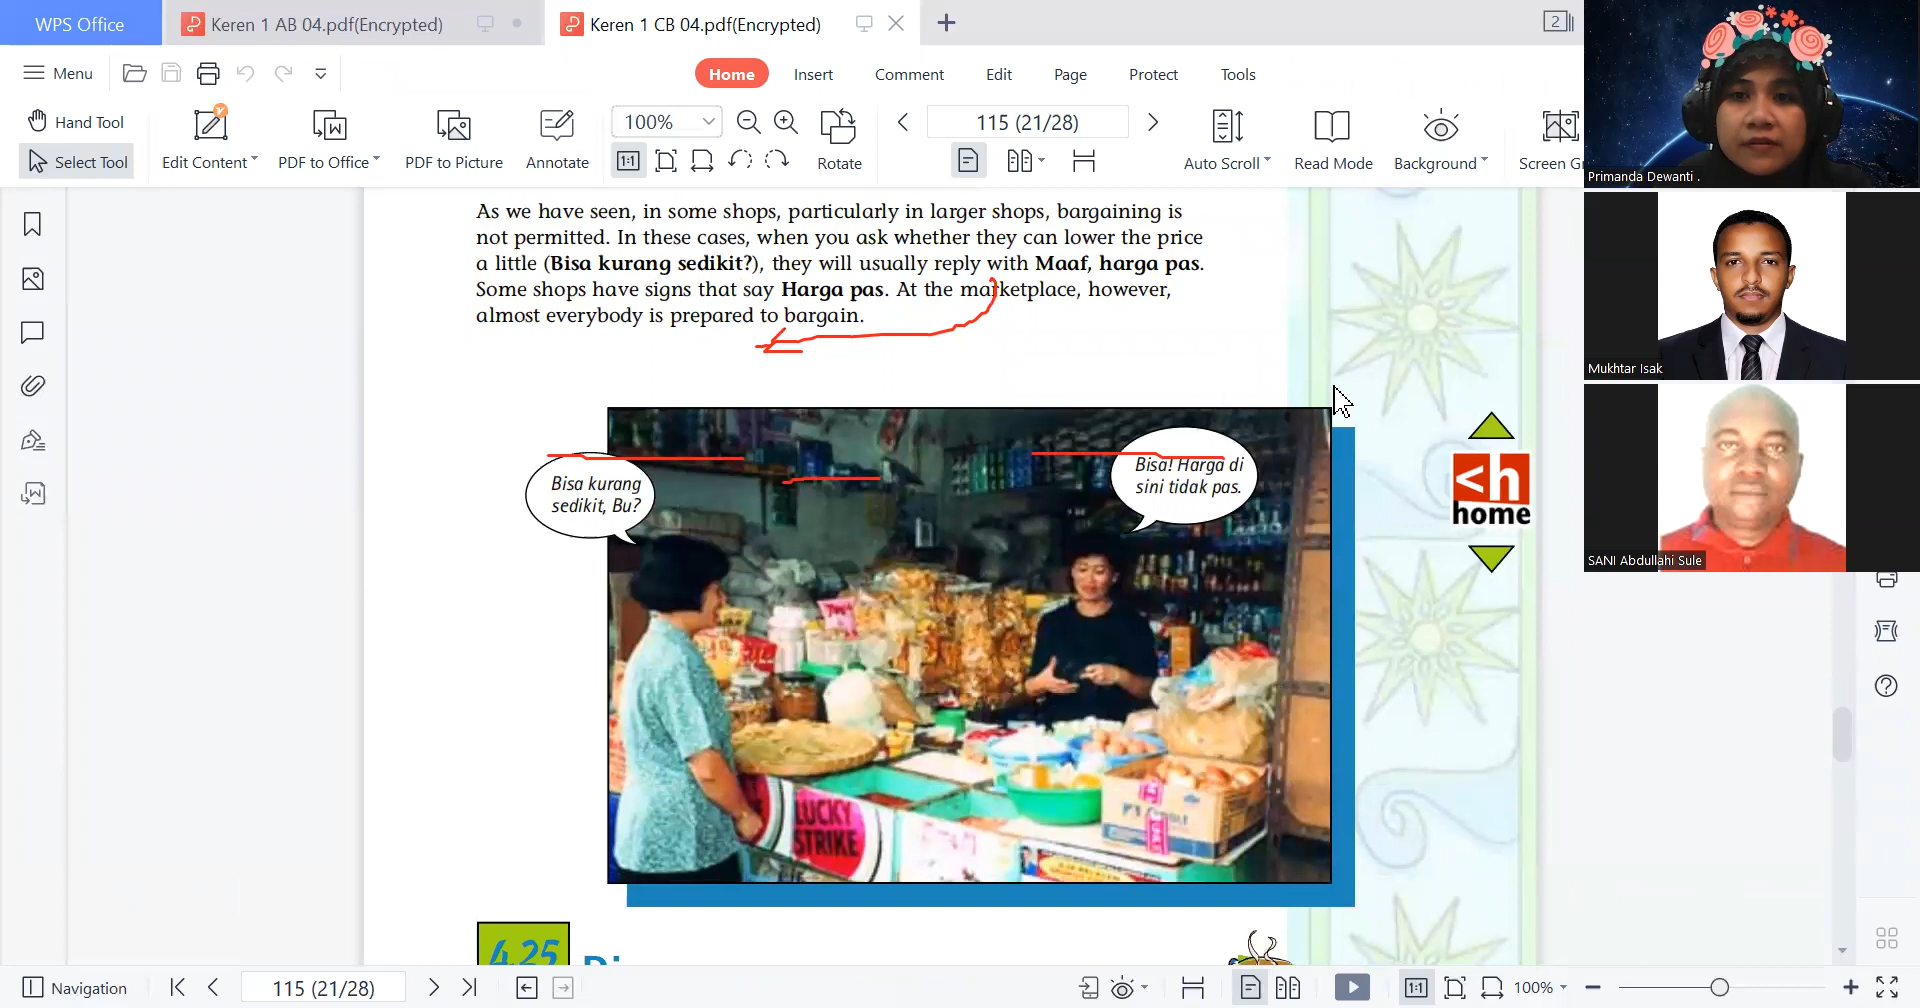 WPS Office
Keren 1 AB 04.pdf(Encrypted)
Keren 1 CB 04.pdf(Encrypted)
2
Menu
Home
Insert
Comment
Edit
Page
Protect
Tools
Hand Tool
Select Tool
Edit Content
PDF to Office
PDF to Picture
Annotate
100%
1:1
Rotate
115 (21/28)
Auto Scroll
Read Mode
Background
Screen Gr
Primanda Dewanti .
Mukhtar Isak
SANI Abdullahi Sule
As we have seen, in some shops, particularly in larger shops, bargaining is
not permitted. In these cases, when you ask whether they can lower the price
a little (Bisa kurang sedikit?), they will usually reply with Maaf, harga pas.
Some shops have signs that say Harga pas. At the marketplace, however,
almost everybody is prepared to bargain.
Bisa kurang
sedikit, Bu?
Bisa! Harga di
sini tidak pas.
<h
home
LUCKY
STRIKE
4.25
Navigation
115 (21/28)
1:1
100%